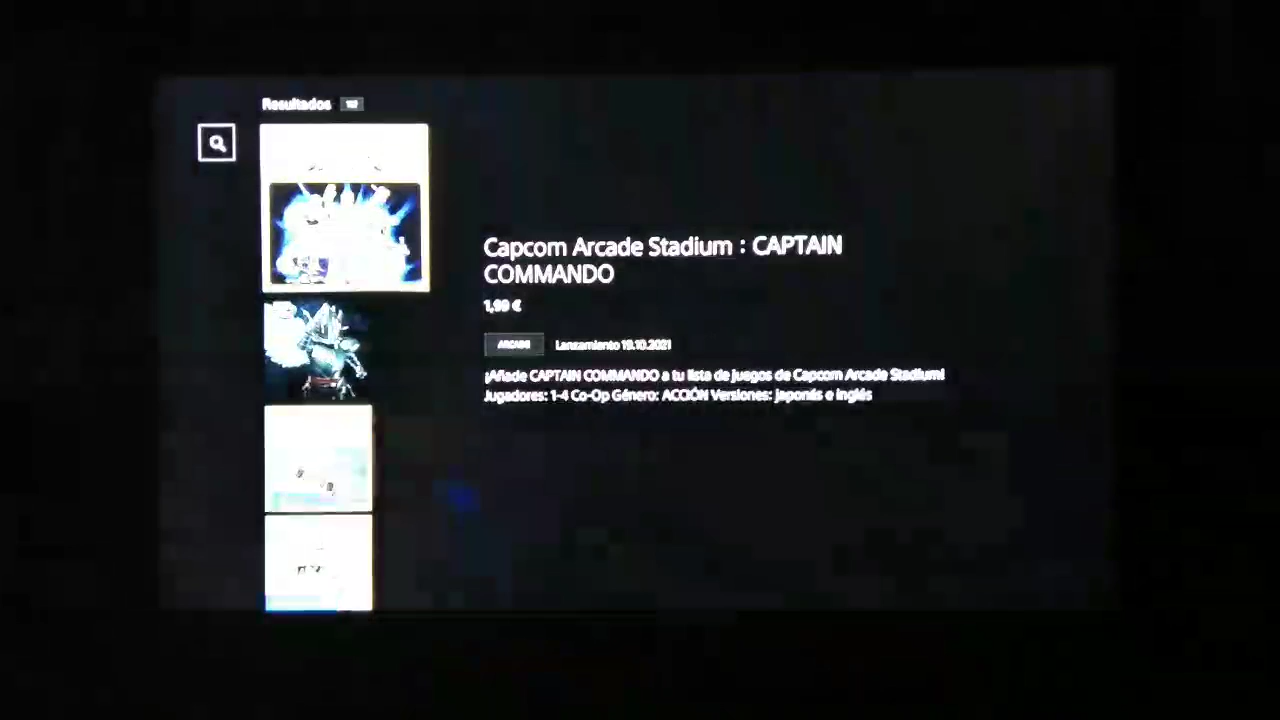 Resultados
Capcom Arcade Stadium : CAPTAIN
COMMANDO
1,99 €
ARCADE
Lanzamiento 19.10.2021
¡Añade CAPTAIN COMMANDO a tu lista de juegos de Capcom Arcade Stadium!
Jugadores: 1-4 Co-Op Género: ACCIÓN Versiones: Japonés e inglés